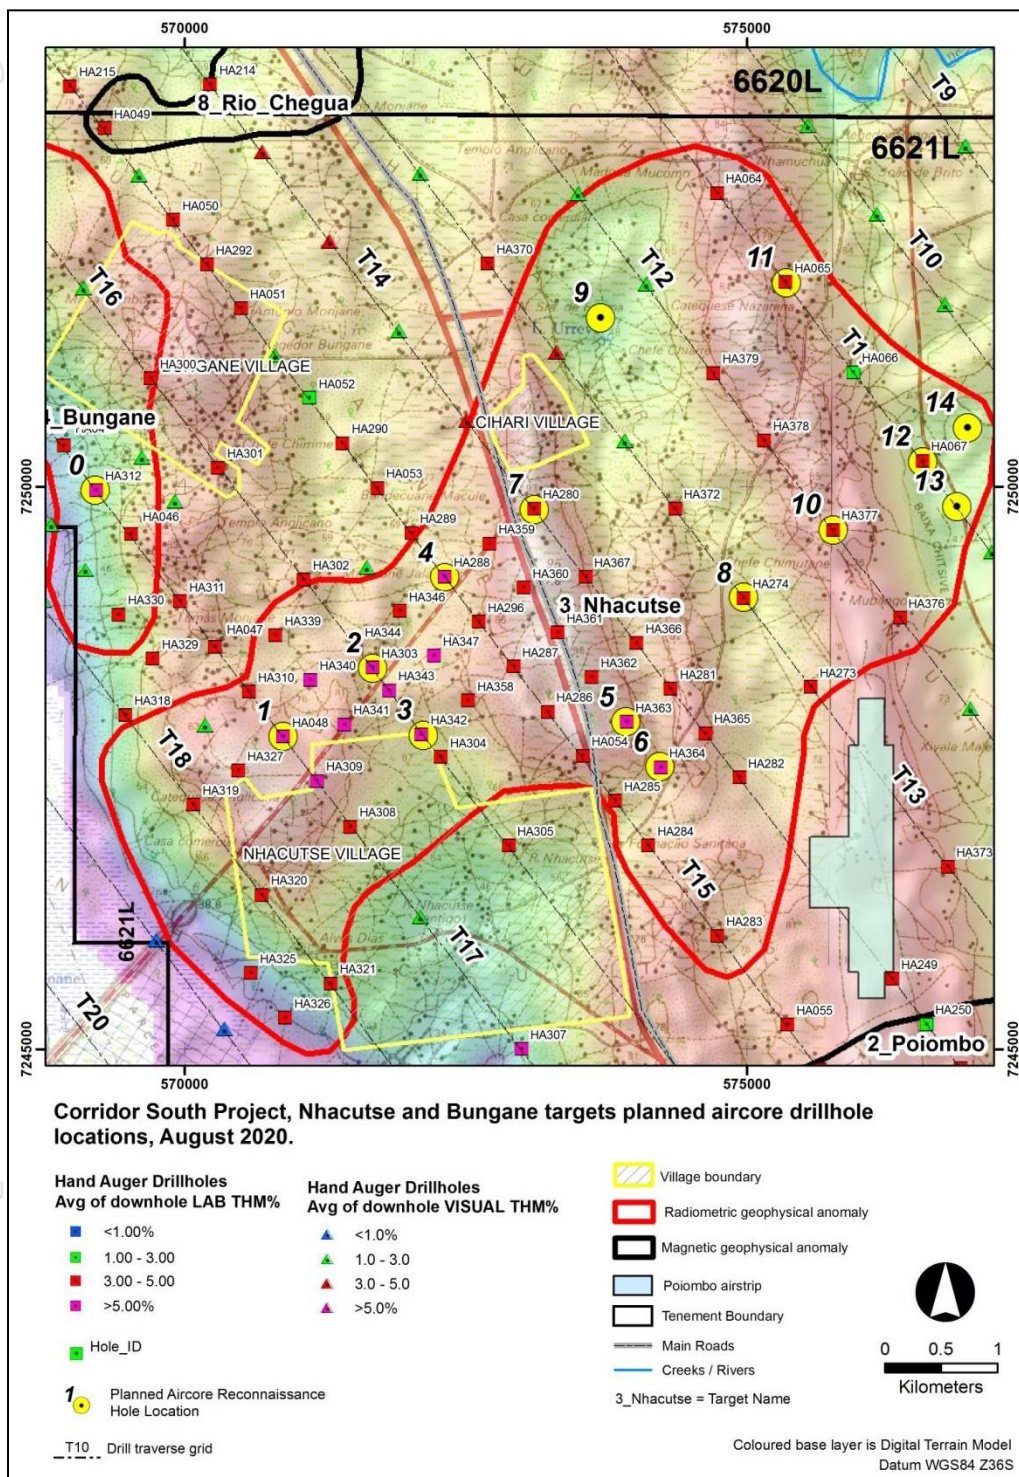 570000
575000
HA215
HA214
6620L
T9
8_Rio_Chegua
HA049
6621L
Templo Anglicano
Nhamuchua
HA064
HA050
T10
HA292
HA370
T14
T12
11
HA065
T16
HA051
9
HA300
HA379
HA066
HA052
14
CIHARI VILLAGE
12
HA290
HA378
HA067
0
HA312
HA301
13
7250000
7250000
HA053
7
HA280
HA372
HA046
HA289
HA359
10
HA377
4
HA288
HA302
HA360
HA367
8
HA274
HA311
HA330
HA346
HA296
3_Nhacutse
HA376
HA047
HA339
HA361
HA366
HA329
HA344
HA347
2
HA303
HA287
HA340
HA362
HA273
HA310
HA343
HA281
HA318
HA358
HA286
5
HA363
1
HA048
HA341
3
HA342
HA365
T18
HA304
HA054
6
HA364
T13
HA327
HA309
HA282
HA319
HA285
HA308
HA305
HA284
NHACUTSE VILLAGE
HA373
HA320
T15
T17
HA283
6621L
HA325
HA321
HA249
T20
HA326
HA055
HA250
HA307
2_Poiombo
7245000
7245000
570000
575000
Corridor South Project, Nhacutse and Bungane targets planned aircore drillhole
locations, August 2020.
Hand Auger Drillholes
Avg of downhole LAB THM%
<1.00%
1.00 - 3.00
3.00 - 5.00
>5.00%
Hole_ID
1 Planned Aircore Reconnaissance
Hole Location
T10 Drill traverse grid
Hand Auger Drillholes
Avg of downhole VISUAL THM%
<1.0%
1.0 - 3.0
3.0 - 5.0
>5.0%
Village boundary
Radiometric geophysical anomaly
Magnetic geophysical anomaly
Poiombo airstrip
Tenement Boundary
Main Roads
Creeks / Rivers
3_Nhacutse = Target Name
0 0.5 1
Kilometers
Coloured base layer is Digital Terrain Model
Datum WGS84 Z36S